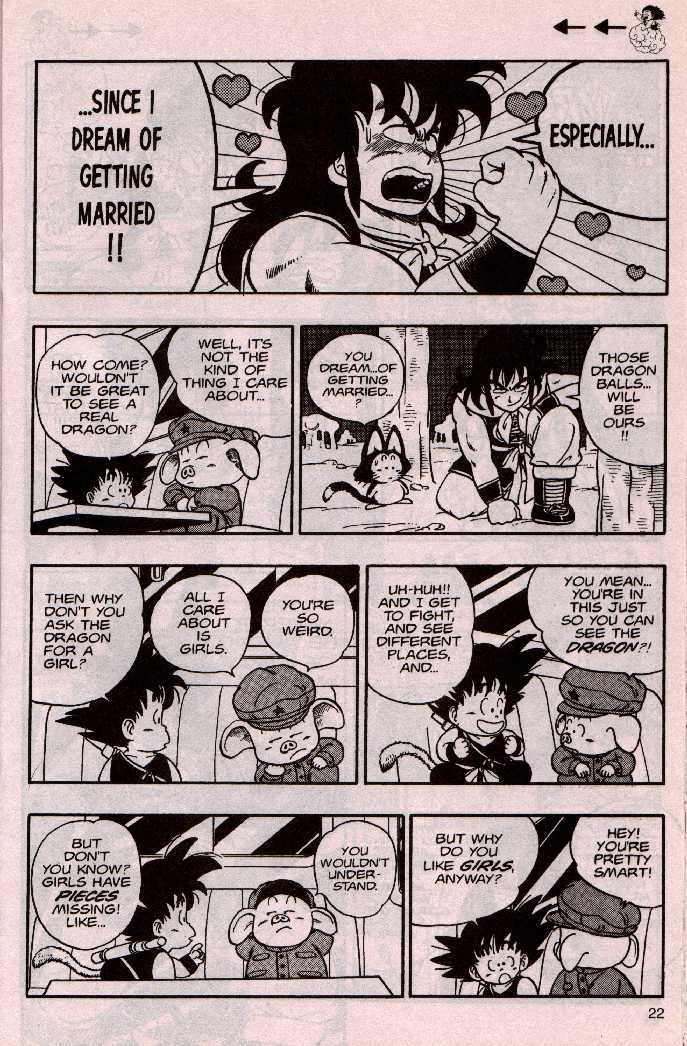 ESPECIALLY...
...SINCE I
DREAM OF
GETTING
MARRIED
!!
THOSE
DRAGON
BALLS...
WILL
BE
OURS
!!
YOU
DREAM...OF
GETTING
MARRIED...
?
WELL, IT'S
NOT THE
KIND OF
THING I CARE
ABOUT...
HOW COME?
WOULDN'T
IT BE GREAT
TO SEE A
REAL
DRAGON?
YOU MEAN...
YOU'RE IN
THIS JUST
SO YOU CAN
SEE THE
DRAGON?!
UH-HUH!!
AND I GET
TO FIGHT,
AND SEE
DIFFERENT
PLACES,
AND...
YOU'RE
SO
WEIRD.
ALL I
CARE
ABOUT
IS
GIRLS.
THEN WHY
DON'T YOU
ASK THE
DRAGON
FOR A
GIRL?
HEY!
YOU'RE
PRETTY
SMART!
BUT WHY
DO YOU
LIKE GIRLS,
ANYWAY?
YOU
WOULDN'T
UNDER-
STAND.
BUT
DON'T
YOU KNOW?
GIRLS HAVE
PIECES
MISSING!
LIKE...
22